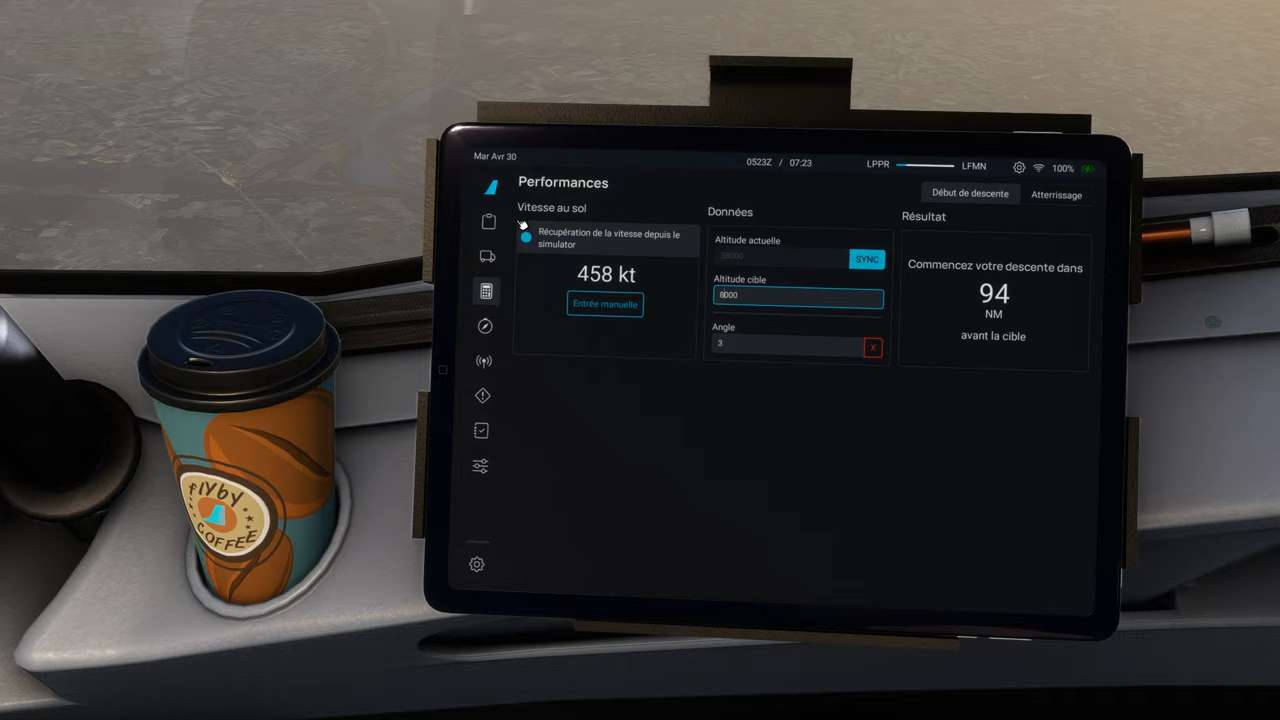 Mar Avr 30
0523Z / 07:23
LPPR
LFMN
100%
Performances
Début de descente
Atterrissage
Vitesse au sol
Récupération de la vitesse depuis le
simulator
458 kt
Entrée manuelle
Données
Altitude actuelle
38000
SYNC
Altitude cible
8000
Angle
3
X
Résultat
Commencez votre descente dans
94
NM
avant la cible
flyby
COFFEE